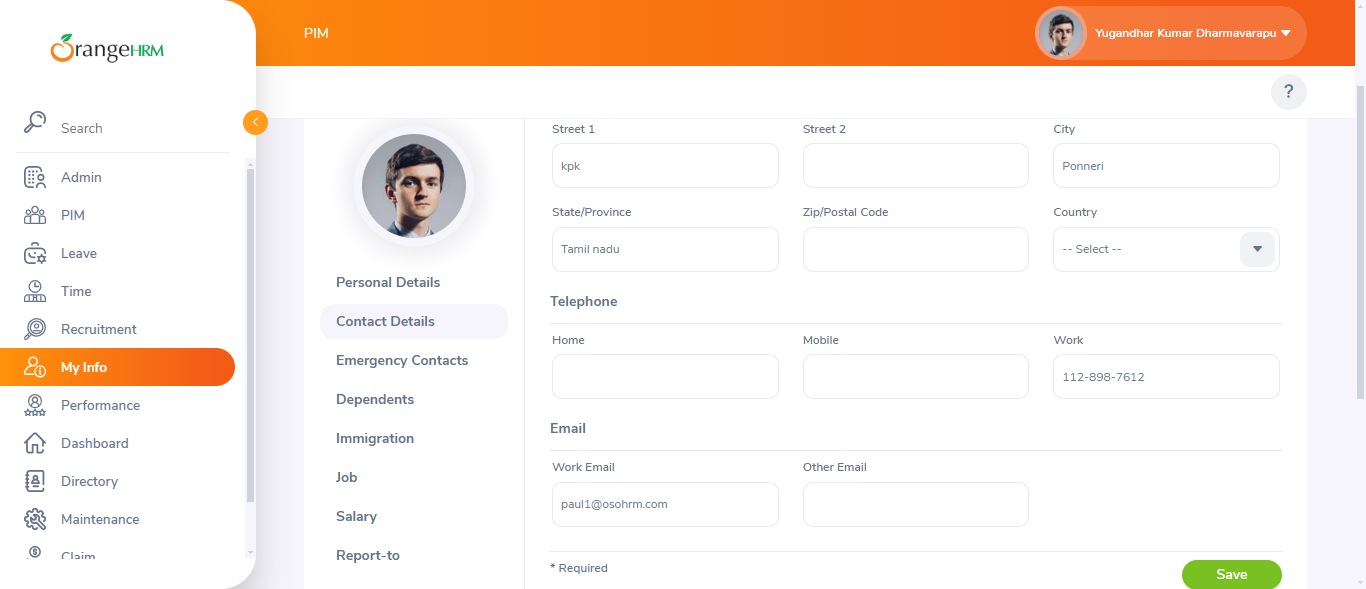 OrangeHRM
PIM
Yugandhar Kumar Dharmavarapu
?
Search
Admin
PIM
Leave
Time
Recruitment
My Info
Performance
Dashboard
Directory
Maintenance
Claim
Personal Details
Contact Details
Emergency Contacts
Dependents
Immigration
Job
Salary
Report-to
Street 1 Street 2 City
kpk Ponneri
State/Province Zip/Postal Code Country
Tamil nadu -- Select --
Telephone
Home Mobile Work
112-898-7612
Email
Work Email Other Email
paul1@osohrm.com
* Required
Save